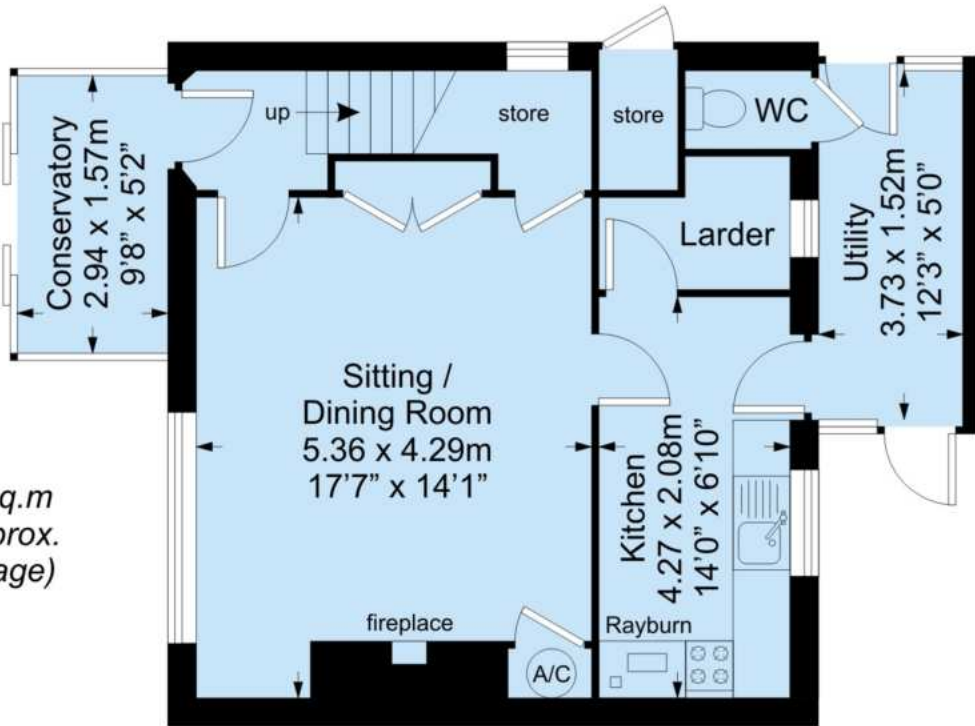 up
store
store
WC
Conservatory
2.94 x 1.57m
9'8” x 5'2”
Larder
Utility
3.73 x 1.52m
12'3” x 5'0”
Sitting /
Dining Room
5.36 x 4.29m
17'7” x 14'1”
Kitchen
4.27 x 2.08m
14'0” x 6'10”
q.m
prox.
age)
fireplace
Rayburn
A/C